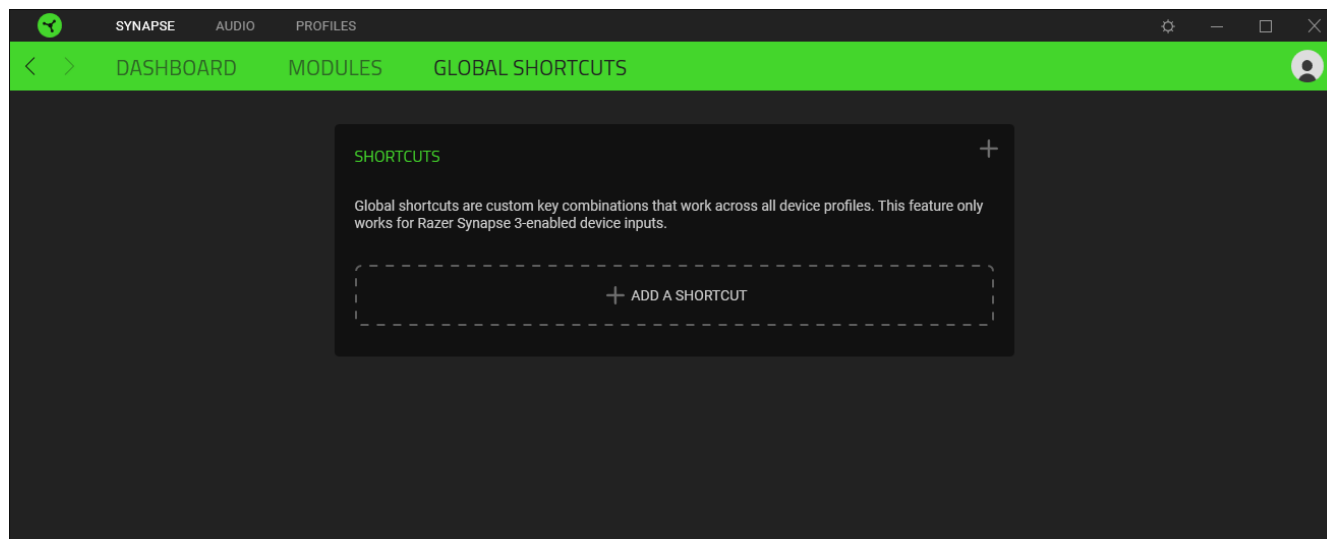 SYNAPSE AUDIO PROFILES
DASHBOARD MODULES GLOBAL SHORTCUTS
SHORTCUTS
Global shortcuts are custom key combinations that work across all device profiles. This feature only
works for Razer Synapse 3-enabled device inputs.
ADD A SHORTCUT